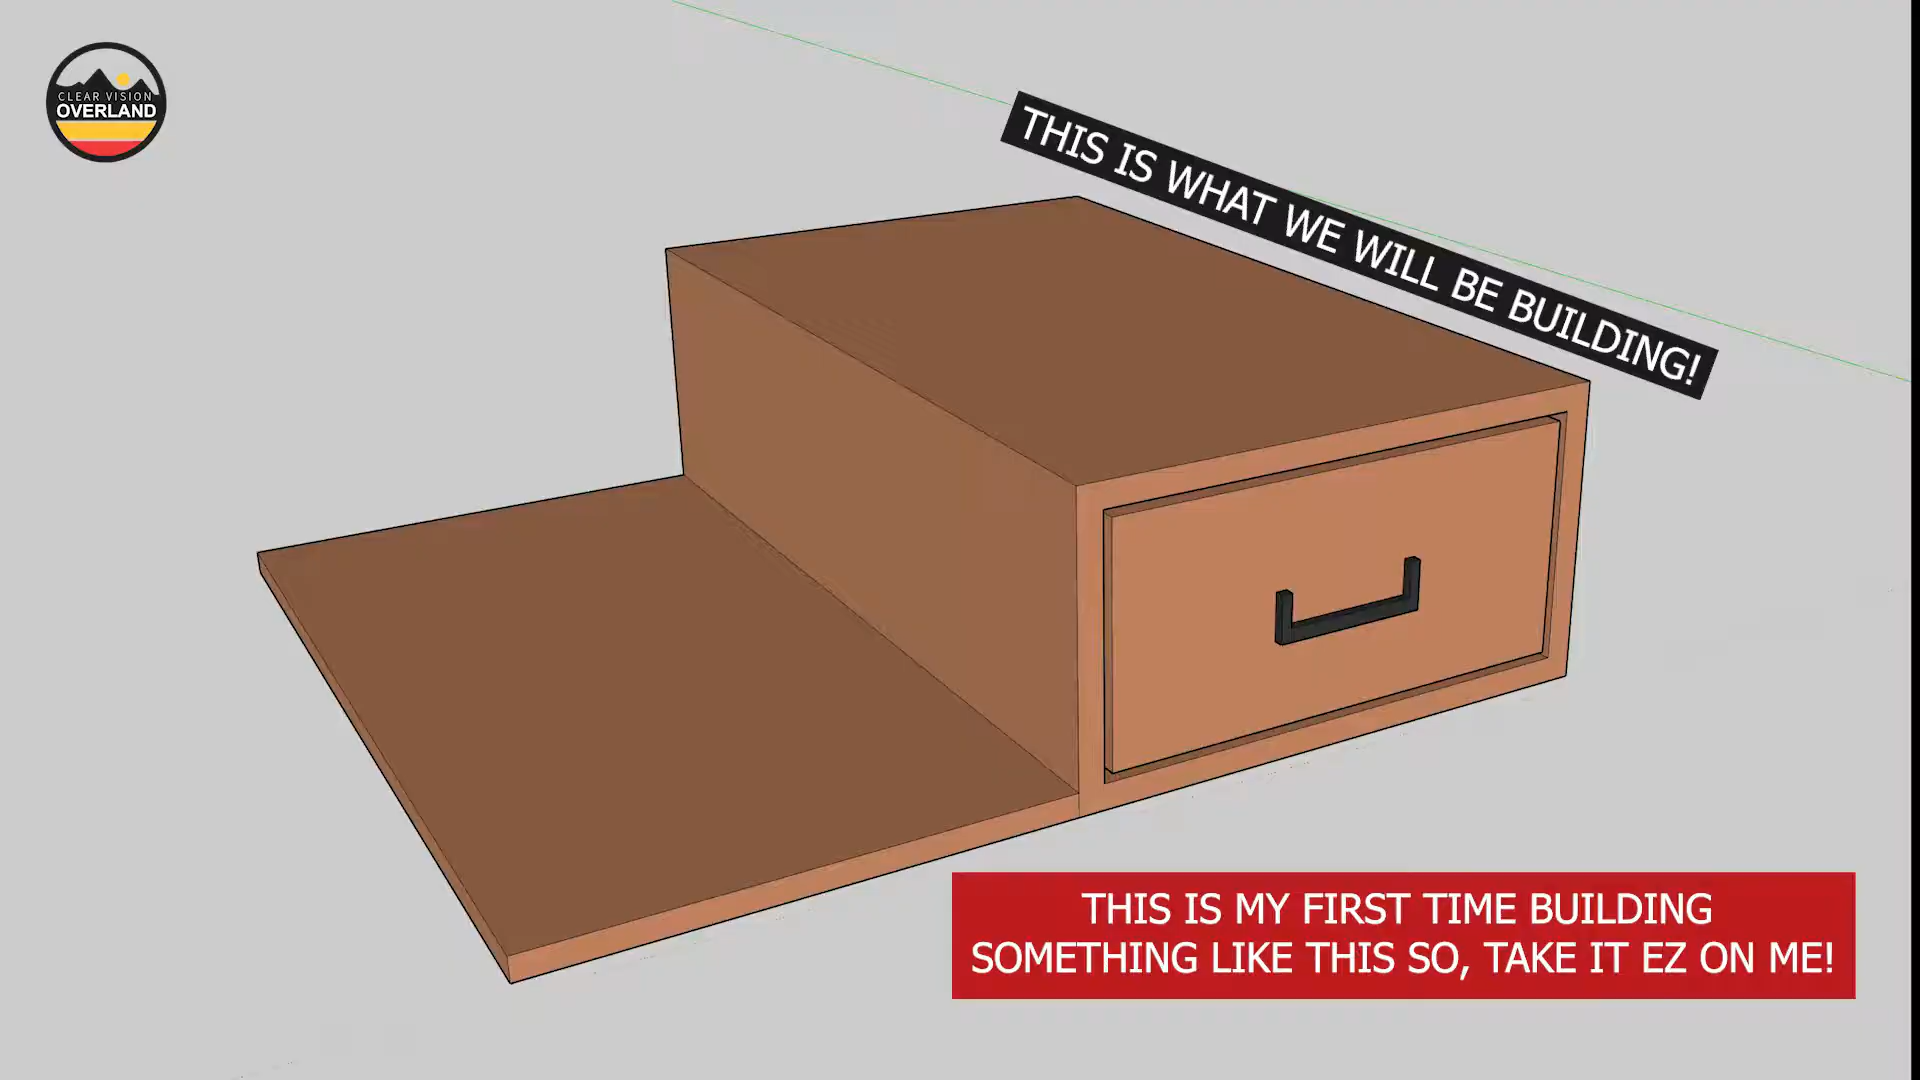 CLEAR VISION
OVERLAND
THIS IS WHAT WE WILL BE BUILDING!
THIS IS MY FIRST TIME BUILDING
SOMETHING LIKE THIS SO, TAKE IT EZ ON ME!